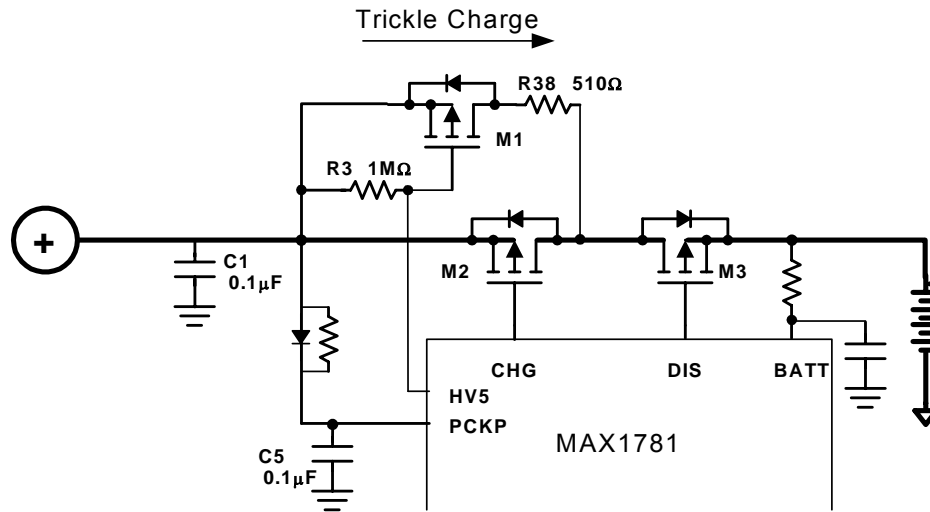 Trickle Charge
R38 510Ω
M1
R3 1MΩ
+
C1
0.1μF
M2
M3
CHG
DIS
BATT
HV5
PCKP
MAX1781
C5
0.1μF